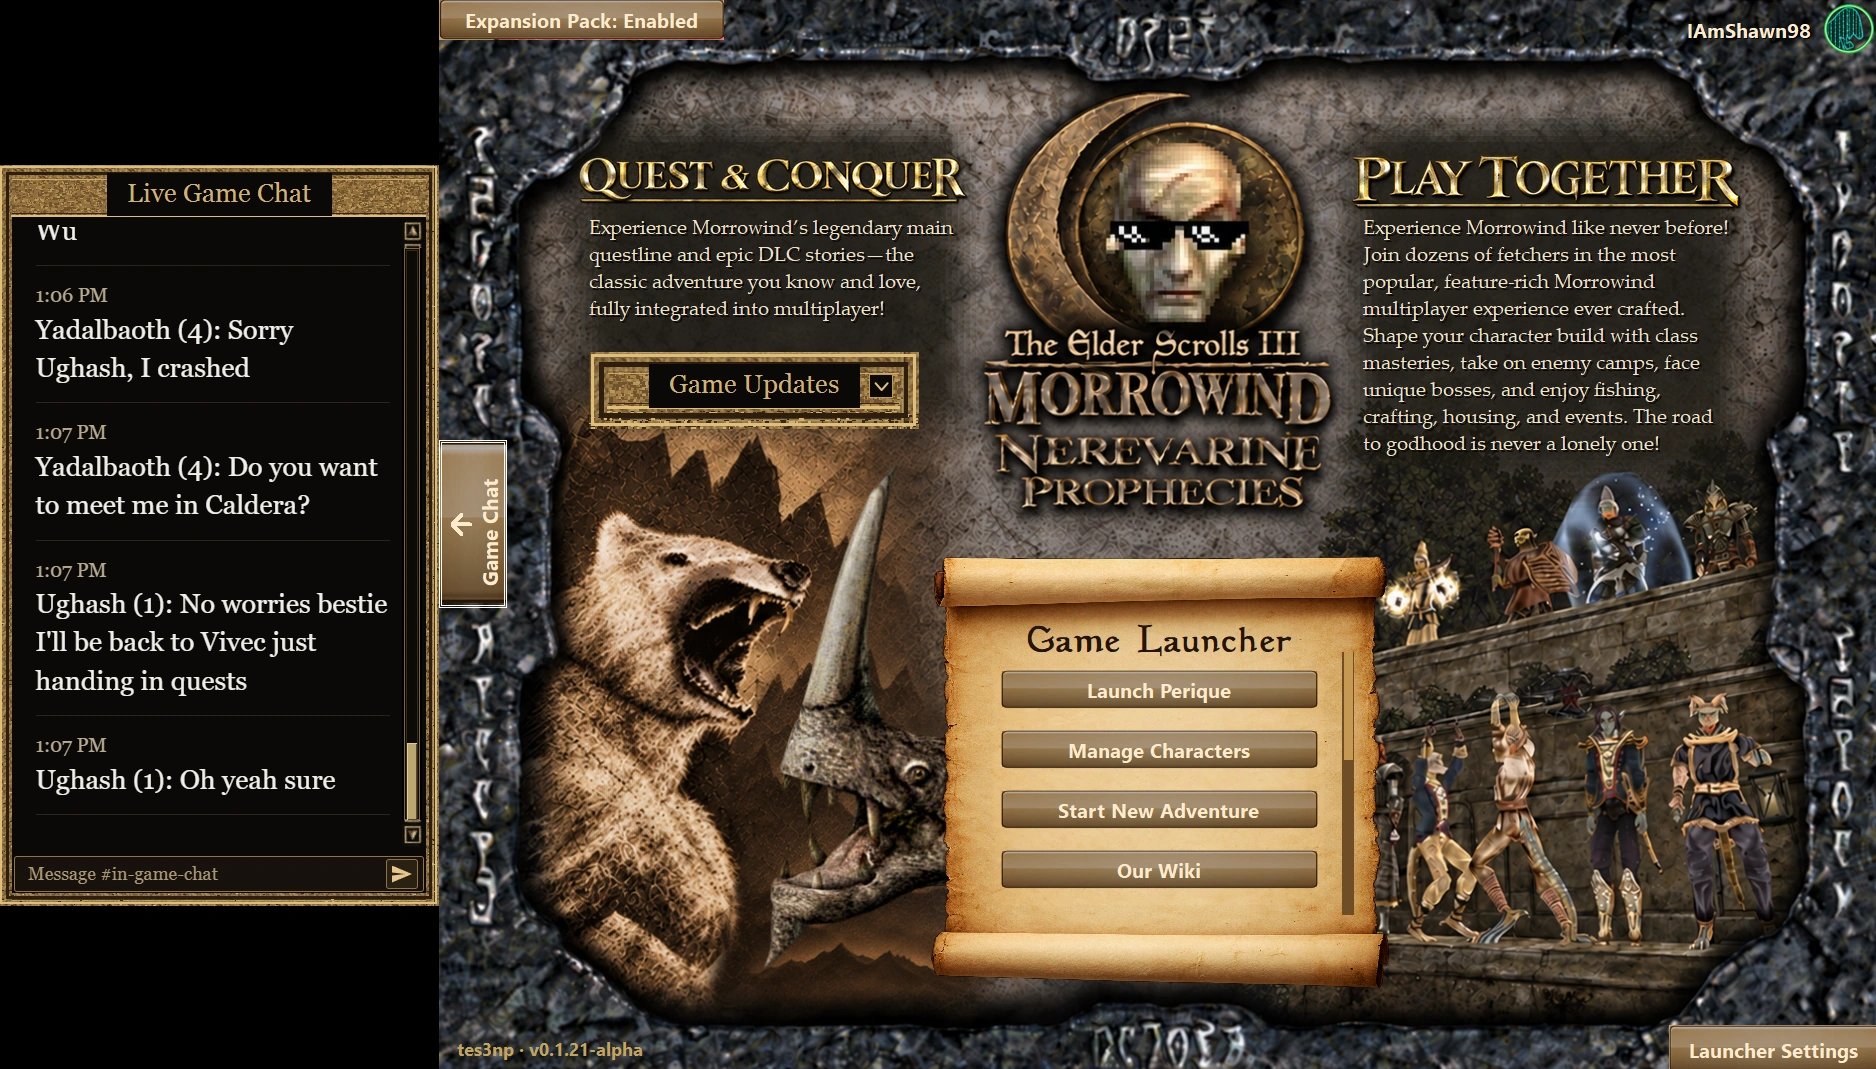 Expansion Pack: Enabled
IAmShawn98
Live Game Chat
Wu
1:06 PM
Yadalbaoth (4): Sorry
Ughash, I crashed
1:07 PM
Yadalbaoth (4): Do you want
to meet me in Caldera?
1:07 PM
Ughash (1): No worries bestie
I'll be back to Vivec just
handing in quests
1:07 PM
Ughash (1): Oh yeah sure
Message #in-game-chat
Game Chat
QUEST & CONQUER
Experience Morrowind’s legendary main
questline and epic DLC stories—the
classic adventure you know and love,
fully integrated into multiplayer!
Game Updates
The Elder Scrolls III
MORROWIND
NEREVARINE
PROPHECIES
PLAY TOGETHER
Experience Morrowind like never before!
Join dozens of fetchers in the most
popular, feature-rich Morrowind
multiplayer experience ever crafted.
Shape your character build with class
masteries, take on enemy camps, face
unique bosses, and enjoy fishing,
crafting, housing, and events. The road
to godhood is never a lonely one!
Game Launcher
Launch Perique
Manage Characters
Start New Adventure
Our Wiki
tes3np · v0.1.21-alpha
Launcher Settings